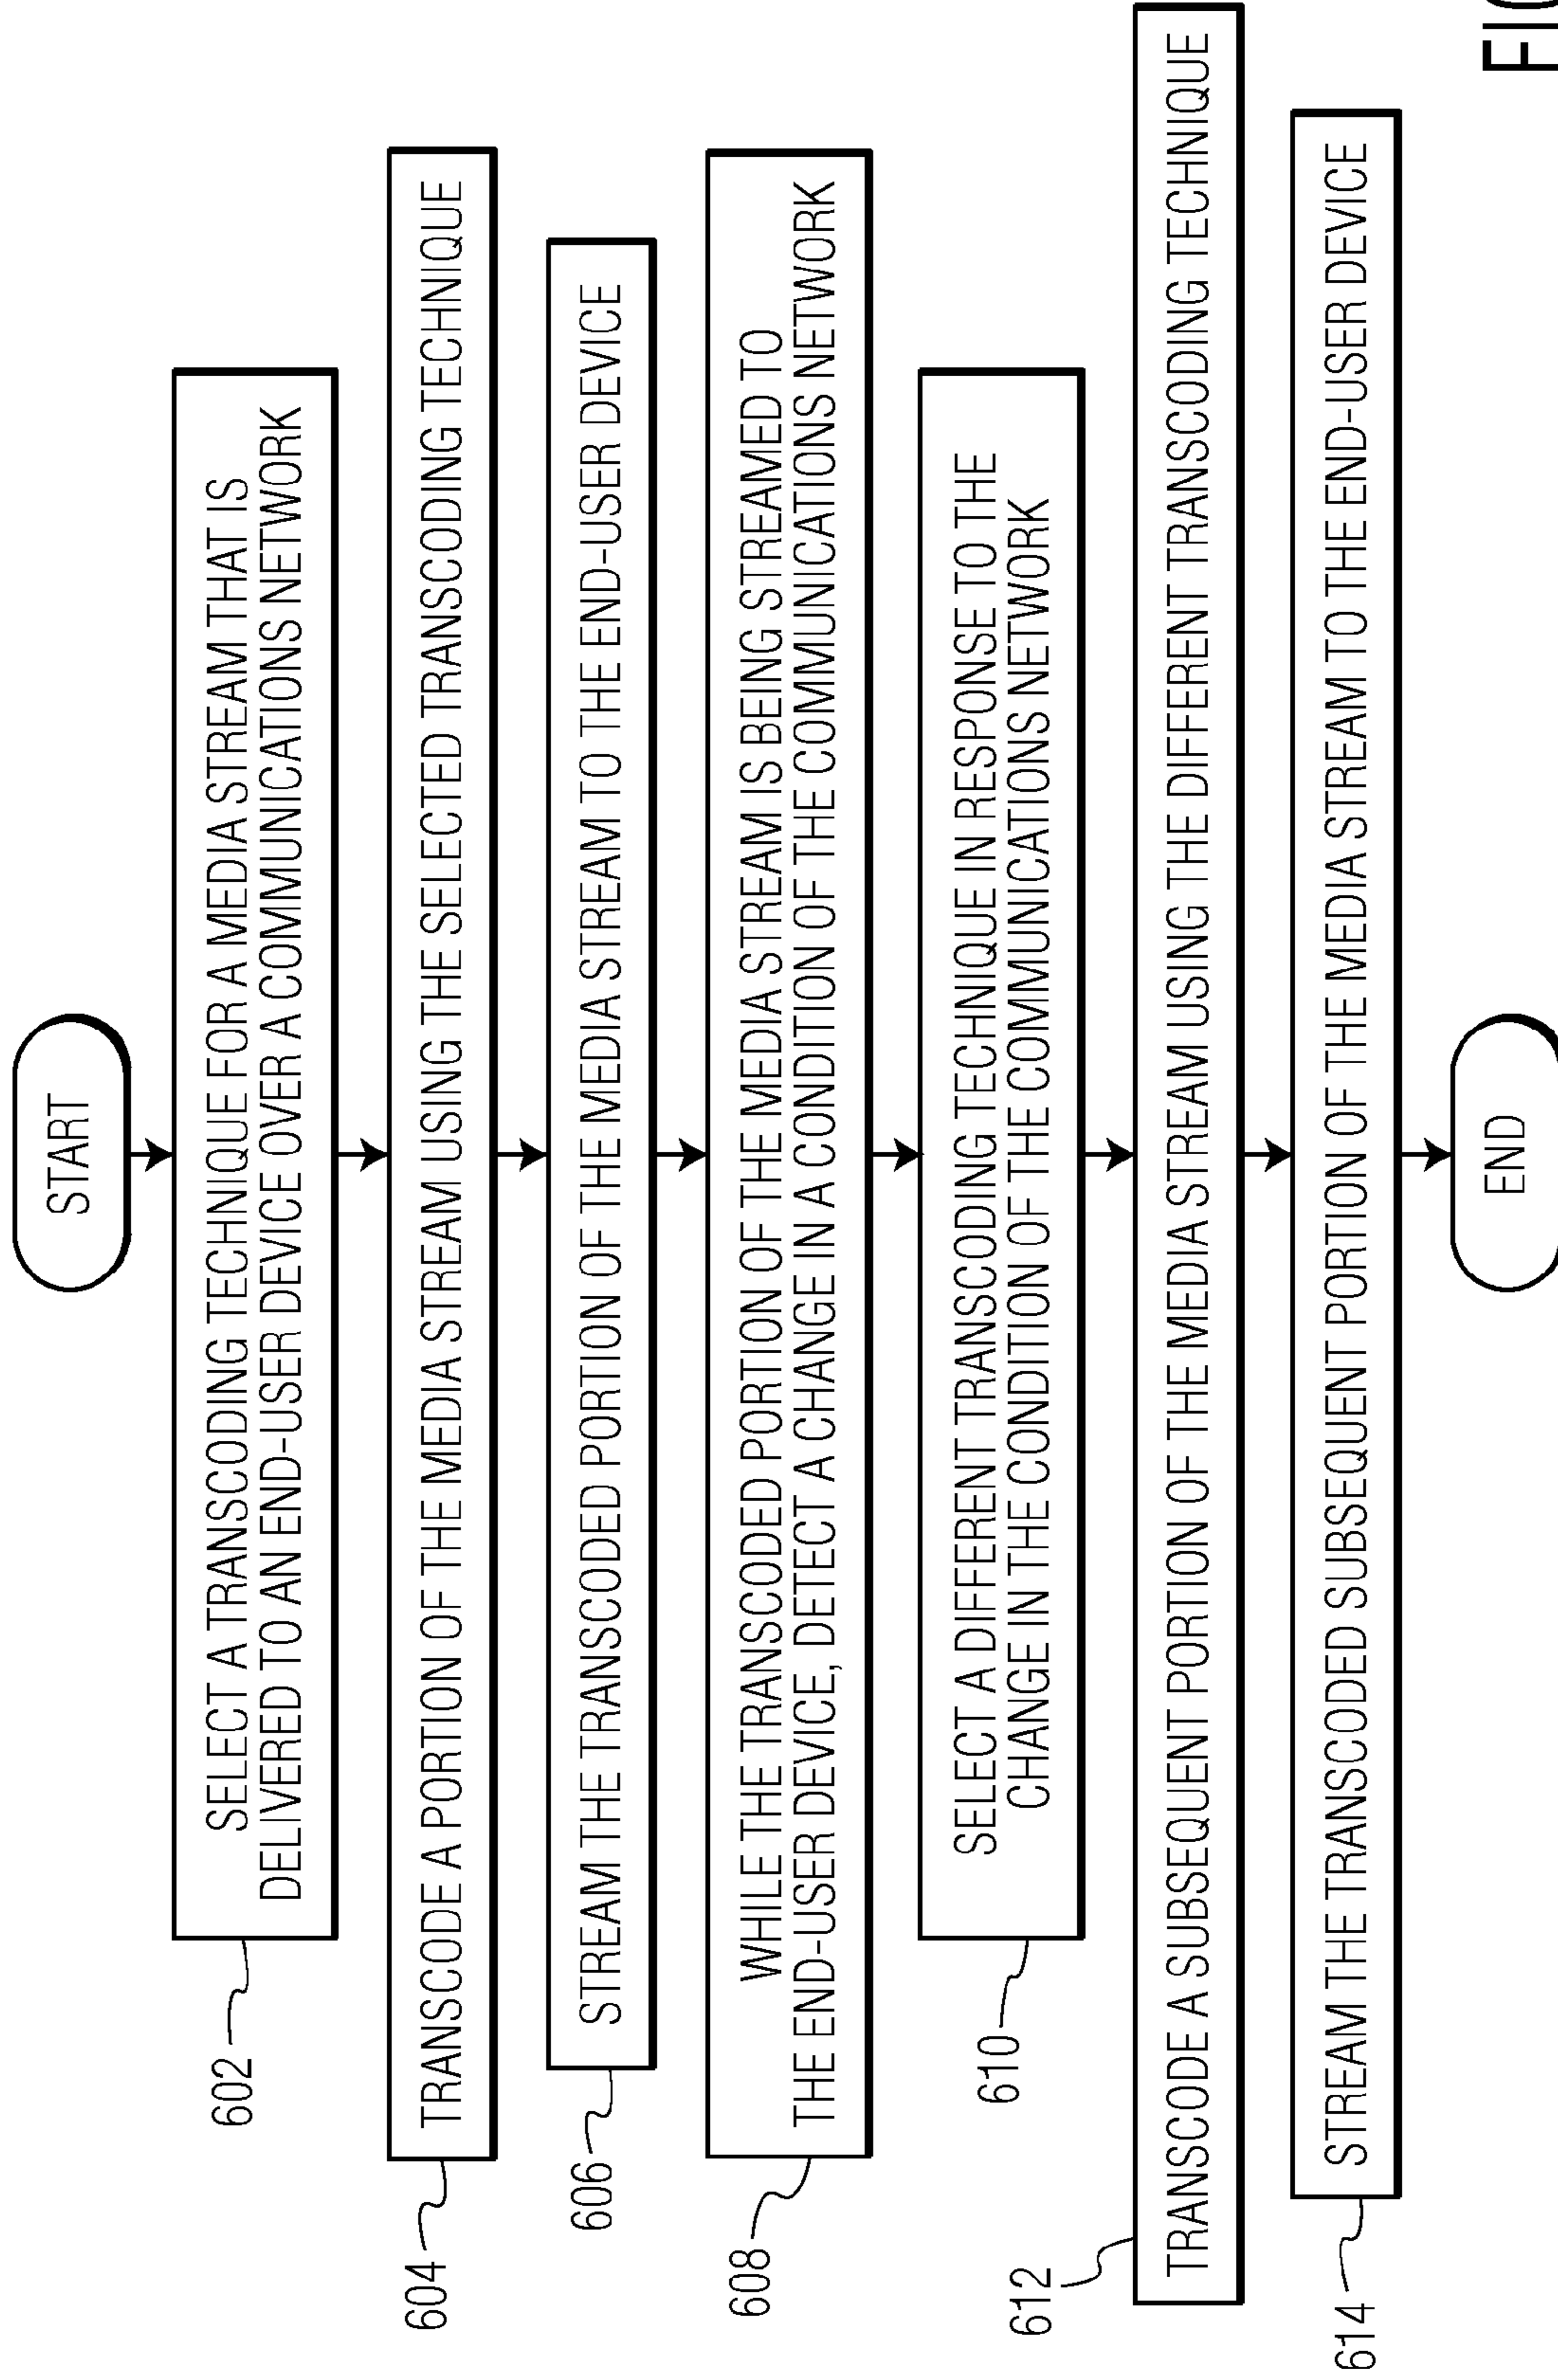 START
602
SELECT A TRANSCODING TECHNIQUE FOR A MEDIA STREAM THAT IS
DELIVERED TO AN END-USER DEVICE OVER A COMMUNICATIONS NETWORK
604
TRANSCODE A PORTION OF THE MEDIA STREAM USING THE SELECTED TRANSCODING TECHNIQUE
606
STREAM THE TRANSCODED PORTION OF THE MEDIA STREAM TO THE END-USER DEVICE
608
WHILE THE TRANSCODED PORTION OF THE MEDIA STREAM IS BEING STREAMED TO
THE END-USER DEVICE, DETECT A CHANGE IN A CONDITION OF THE COMMUNICATIONS NETWORK
610
SELECT A DIFFERENT TRANSCODING TECHNIQUE IN RESPONSE TO THE
CHANGE IN THE CONDITION OF THE COMMUNICATIONS NETWORK
612
TRANSCODE A SUBSEQUENT PORTION OF THE MEDIA STREAM USING THE DIFFERENT TRANSCODING TECHNIQUE
614
STREAM THE TRANSCODED SUBSEQUENT PORTION OF THE MEDIA STREAM TO THE END-USER DEVICE
END